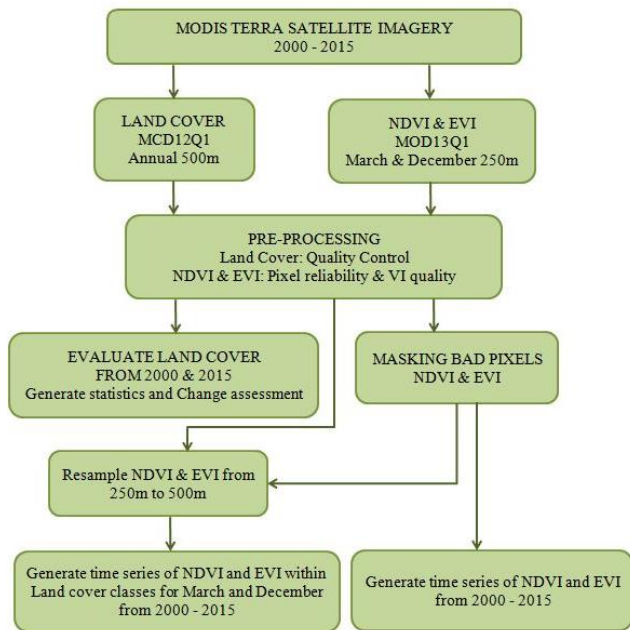 MODIS TERRA SATELLITE IMAGERY
2000 - 2015
LAND COVER
MCD12Q1
Annual 500m
NDVI & EVI
MOD13Q1
March & December 250m
PRE-PROCESSING
Land Cover: Quality Control
NDVI & EVI: Pixel reliability & VI quality
EVALUATE LAND COVER
FROM 2000 & 2015
Generate statistics and Change assessment
MASKING BAD PIXELS
NDVI & EVI
Resample NDVI & EVI from
250m to 500m
Generate time series of NDVI and EVI within
Land cover classes for March and December
from 2000 - 2015
Generate time series of NDVI and EVI
from 2000 - 2015